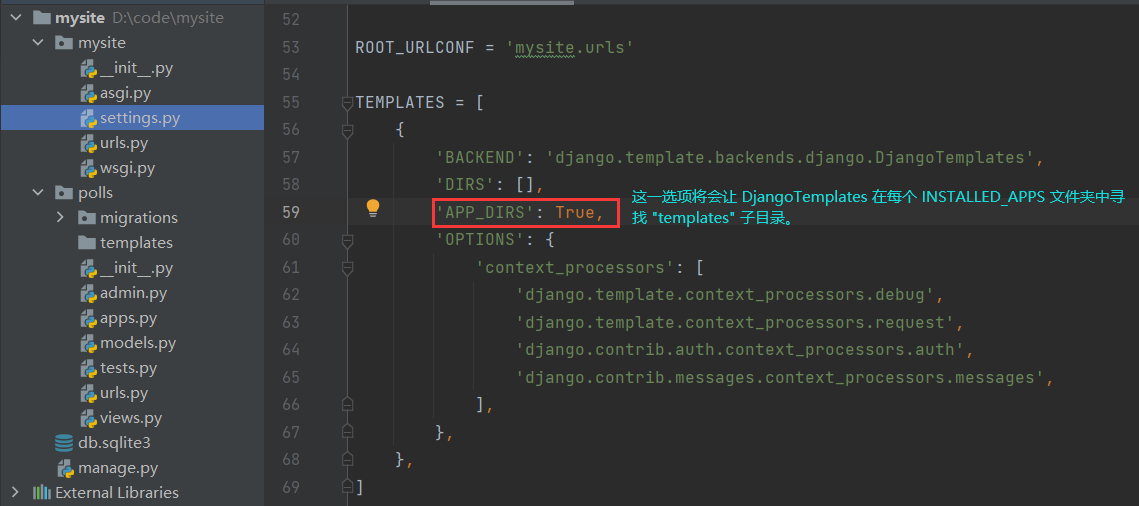 mysite D:\code\mysite
mysite
__init__.py
asgi.py
settings.py
urls.py
wsgi.py
polls
migrations
templates
__init__.py
admin.py
apps.py
models.py
tests.py
urls.py
views.py
db.sqlite3
manage.py
External Libraries
52
53 ROOT_URLCONF = 'mysite.urls'
54
55 TEMPLATES = [
56 {
57 'BACKEND': 'django.template.backends.django.DjangoTemplates',
58 'DIRS': [],
59 'APP_DIRS': True,
60 'OPTIONS': {
61 'context_processors': [
62 'django.template.context_processors.debug',
63 'django.template.context_processors.request',
64 'django.contrib.auth.context_processors.auth',
65 'django.contrib.messages.context_processors.messages',
66 ],
67 },
68 },
69 ]
这一选项将会让 DjangoTemplates 在每个 INSTALLED_APPS 文件夹中寻
找 "templates" 子目录。